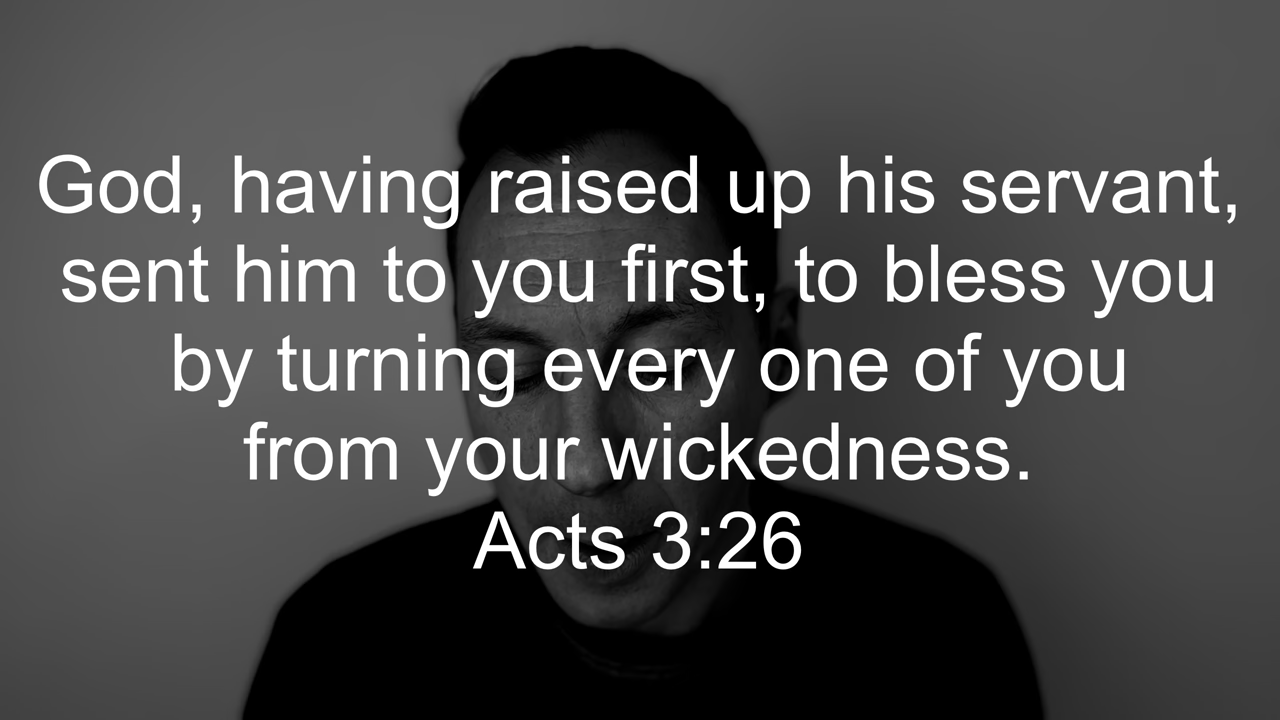 God, having raised up his servant,
sent him to you first, to bless you
by turning every one of you
from your wickedness.
Acts 3:26